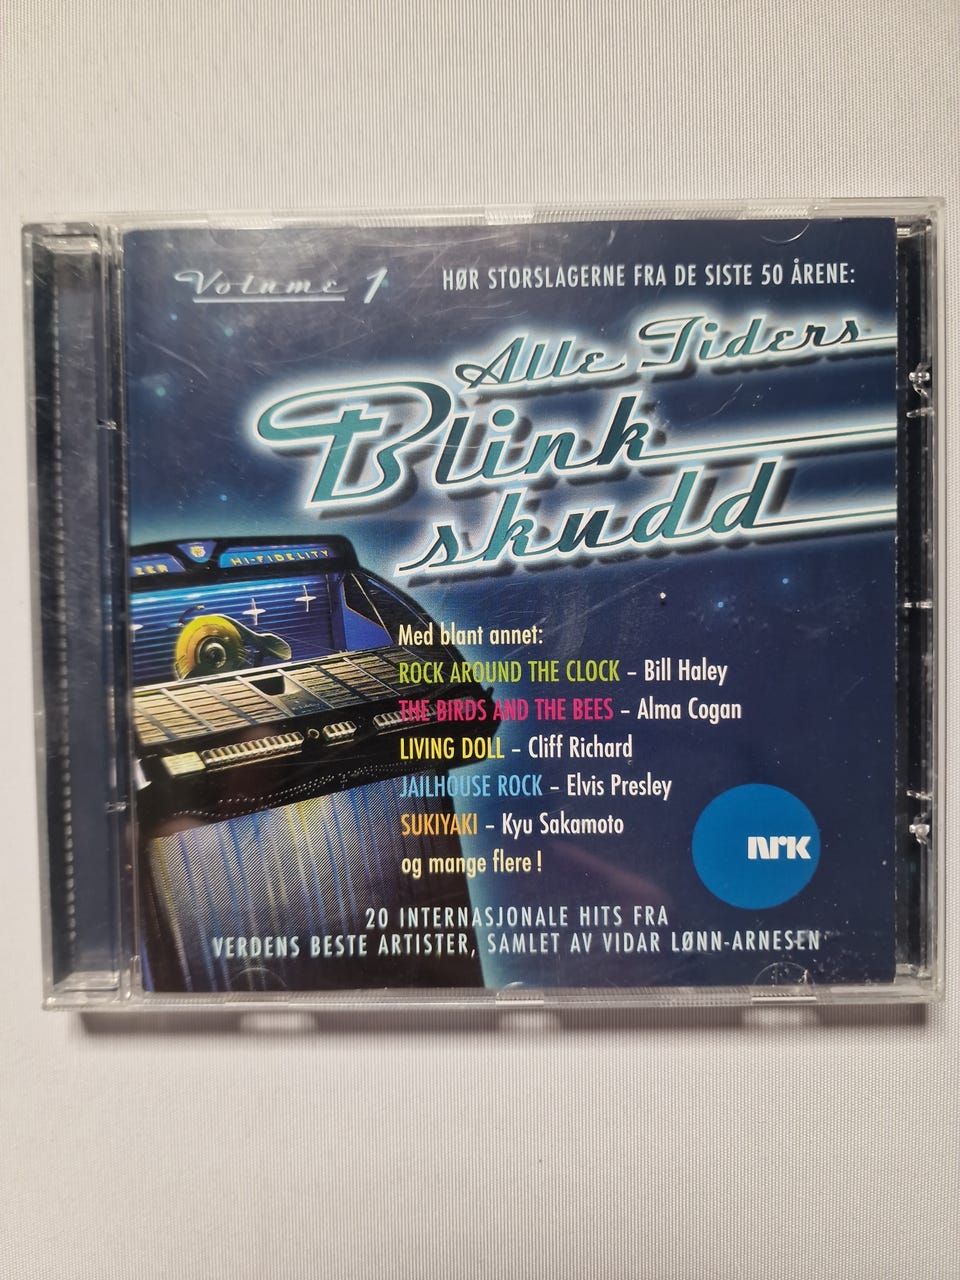 Volume 1
HØR STORSLAGERNE FRA DE SISTE 50 ÅRENE:
Alle Tiders
Blink
skudd
ZER
HI-FIDELITY
Med blant annet:
ROCK AROUND THE CLOCK – Bill Haley
THE BIRDS AND THE BEES – Alma Cogan
LIVING DOLL – Cliff Richard
JAILHOUSE ROCK – Elvis Presley
SUKIYAKI – Kyu Sakamoto
og mange flere !
NRK
20 INTERNASJONALE HITS FRA
VERDENS BESTE ARTISTER, SAMLET AV VIDAR LØNN-ARNESEN